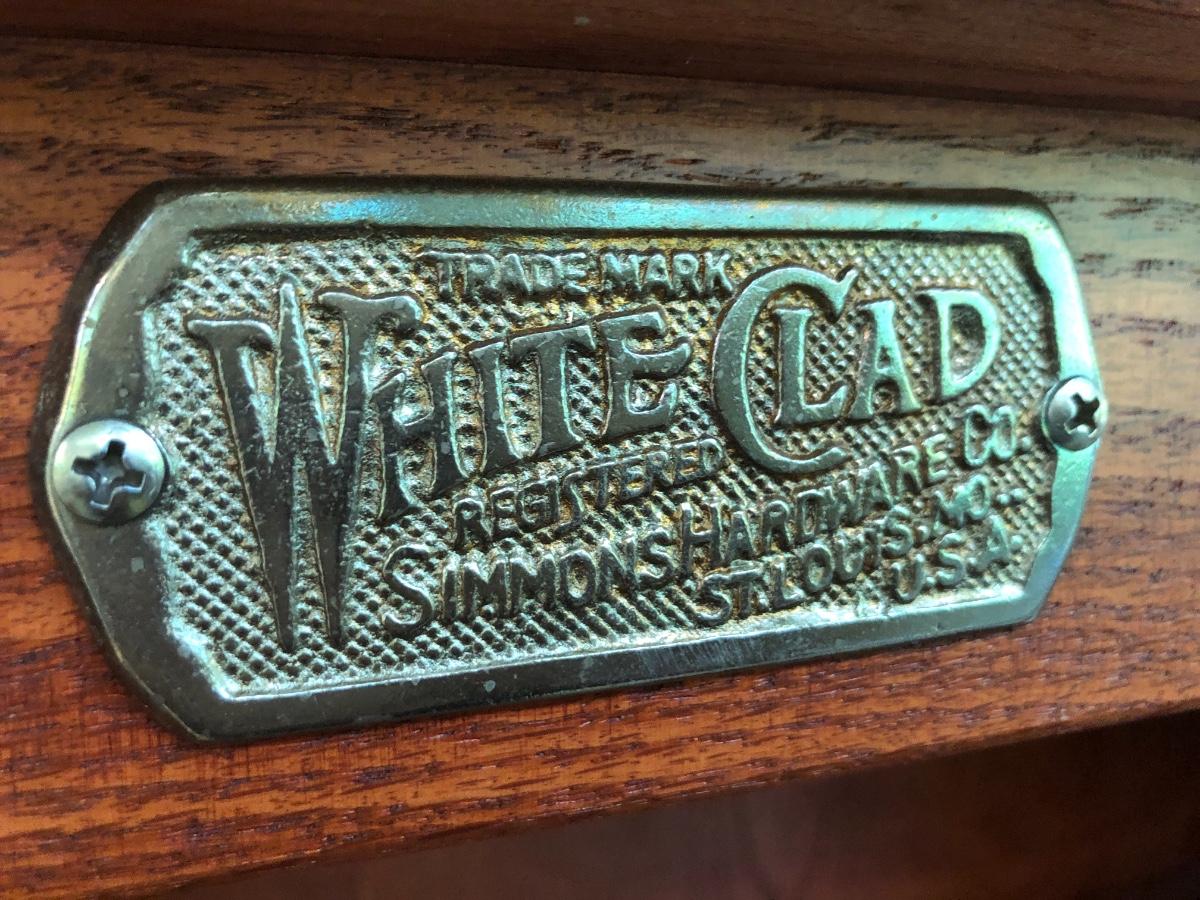 TRADE MARK
WHITE CLAD
REGISTERED
SIMMONS HARDWARE CO
ST. LOUIS. MO..
U.S.A.